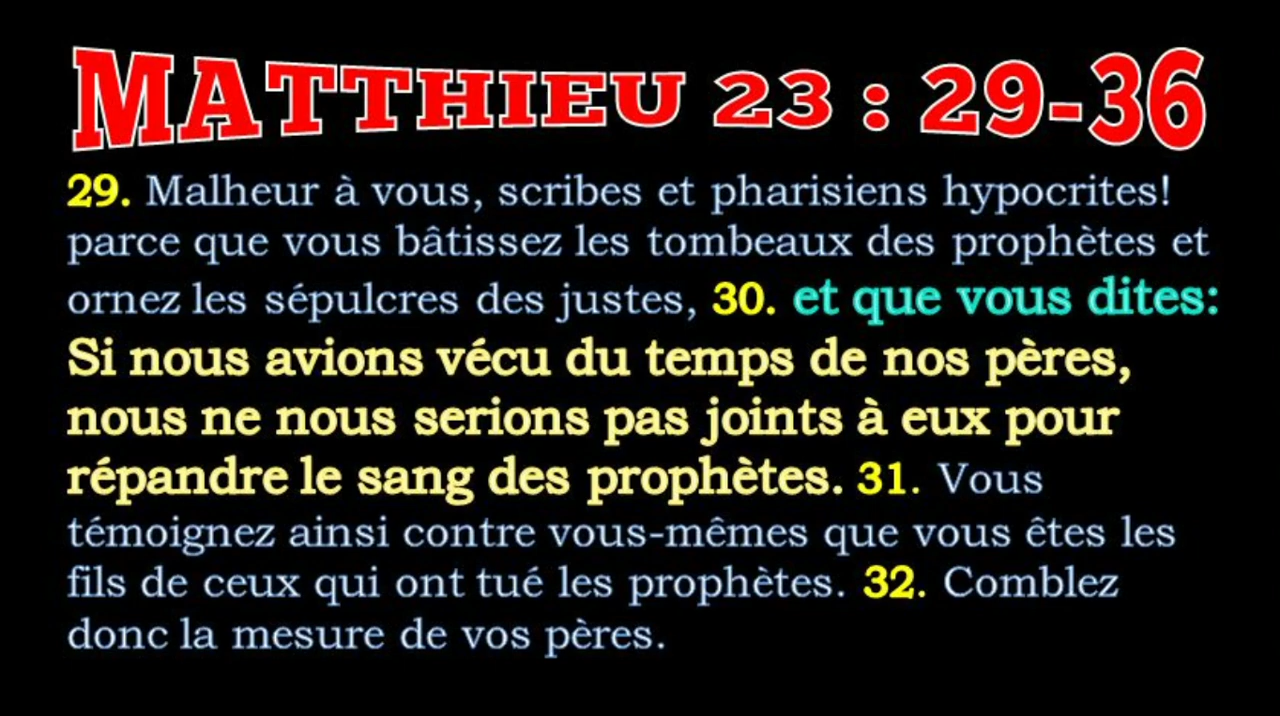 MATTHIEU 23 : 29-36
29. Malheur à vous, scribes et pharisiens hypocrites!
parce que vous bâtissez les tombeaux des prophètes et
ornez les sépulcres des justes, 30. et que vous dites:
Si nous avions vécu du temps de nos pères,
nous ne nous serions pas joints à eux pour
répandre le sang des prophètes. 31. Vous
témoignez ainsi contre vous-mêmes que vous êtes les
fils de ceux qui ont tué les prophètes. 32. Comblez
donc la mesure de vos pères.